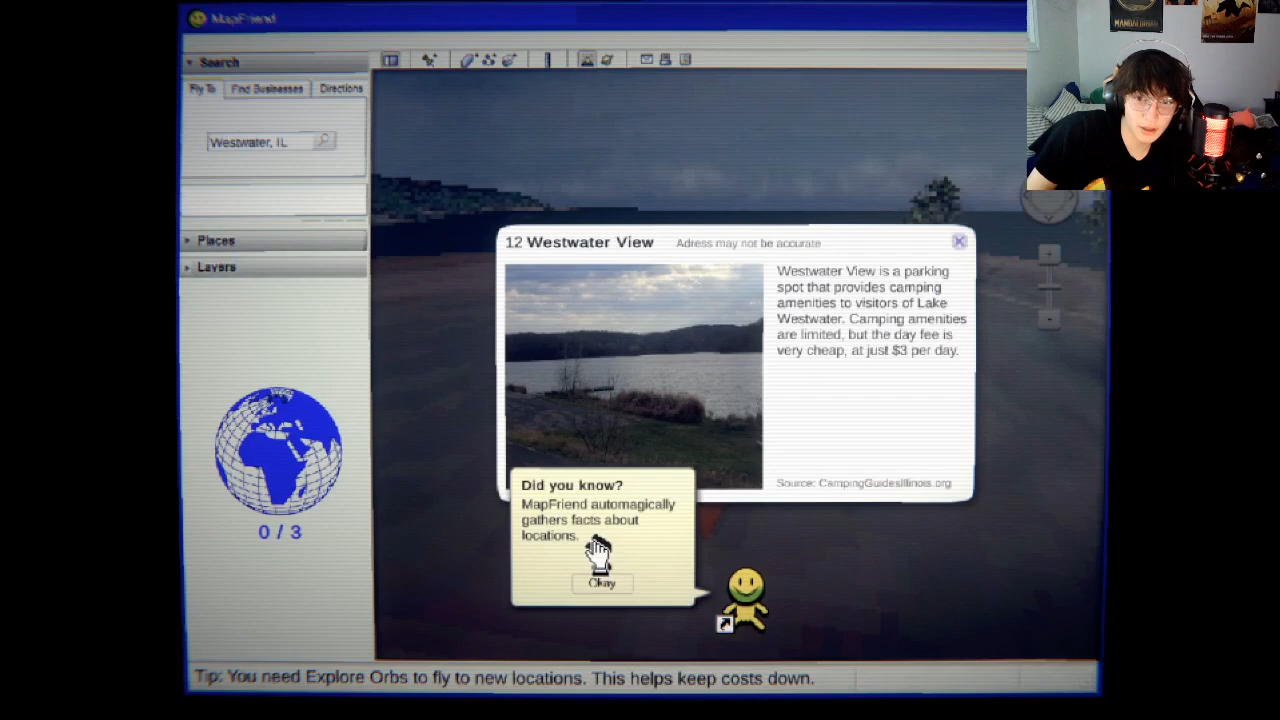 MapFriend
Search
Fly To
Find Businesses
Directions
Westwater, IL
Places
Layers
0 / 3
12 Westwater View
Adress may not be accurate
Westwater View is a parking
spot that provides camping
amenities to visitors of Lake
Westwater. Camping amenities
are limited, but the day fee is
very cheap, at just $3 per day.
Source: CampingGuidesIllinois.org
Did you know?
MapFriend automagically
gathers facts about
locations.
Okay
Tip: You need Explore Orbs to fly to new locations. This helps keep costs down.
MANDALORIAN